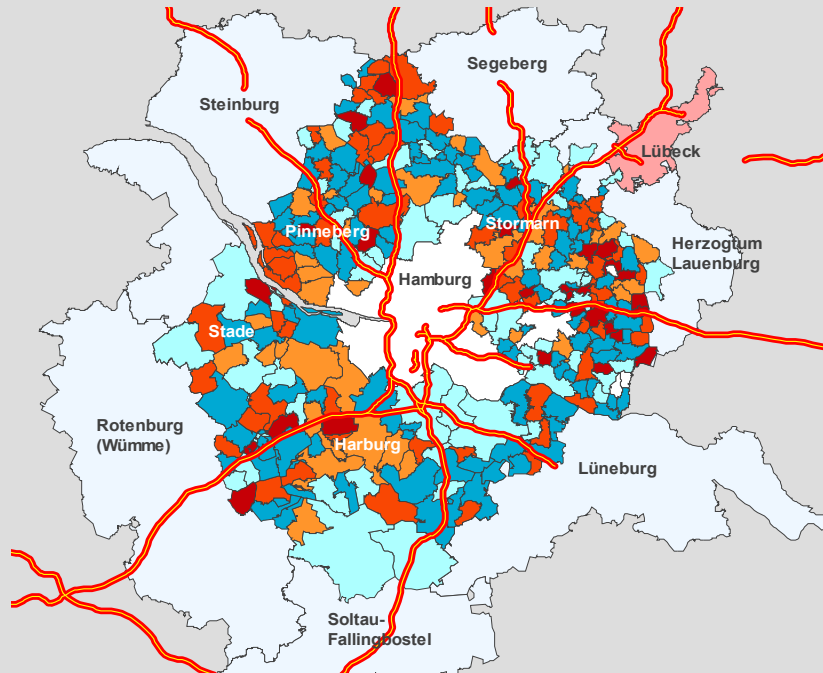 Segeberg
Steinburg
Lübeck
Pinneberg
Stormarn
Herzogtum
Lauenburg
Hamburg
Stade
Rotenburg
(Wümme)
Harburg
Lüneburg
Soltau-
Fallingbostel